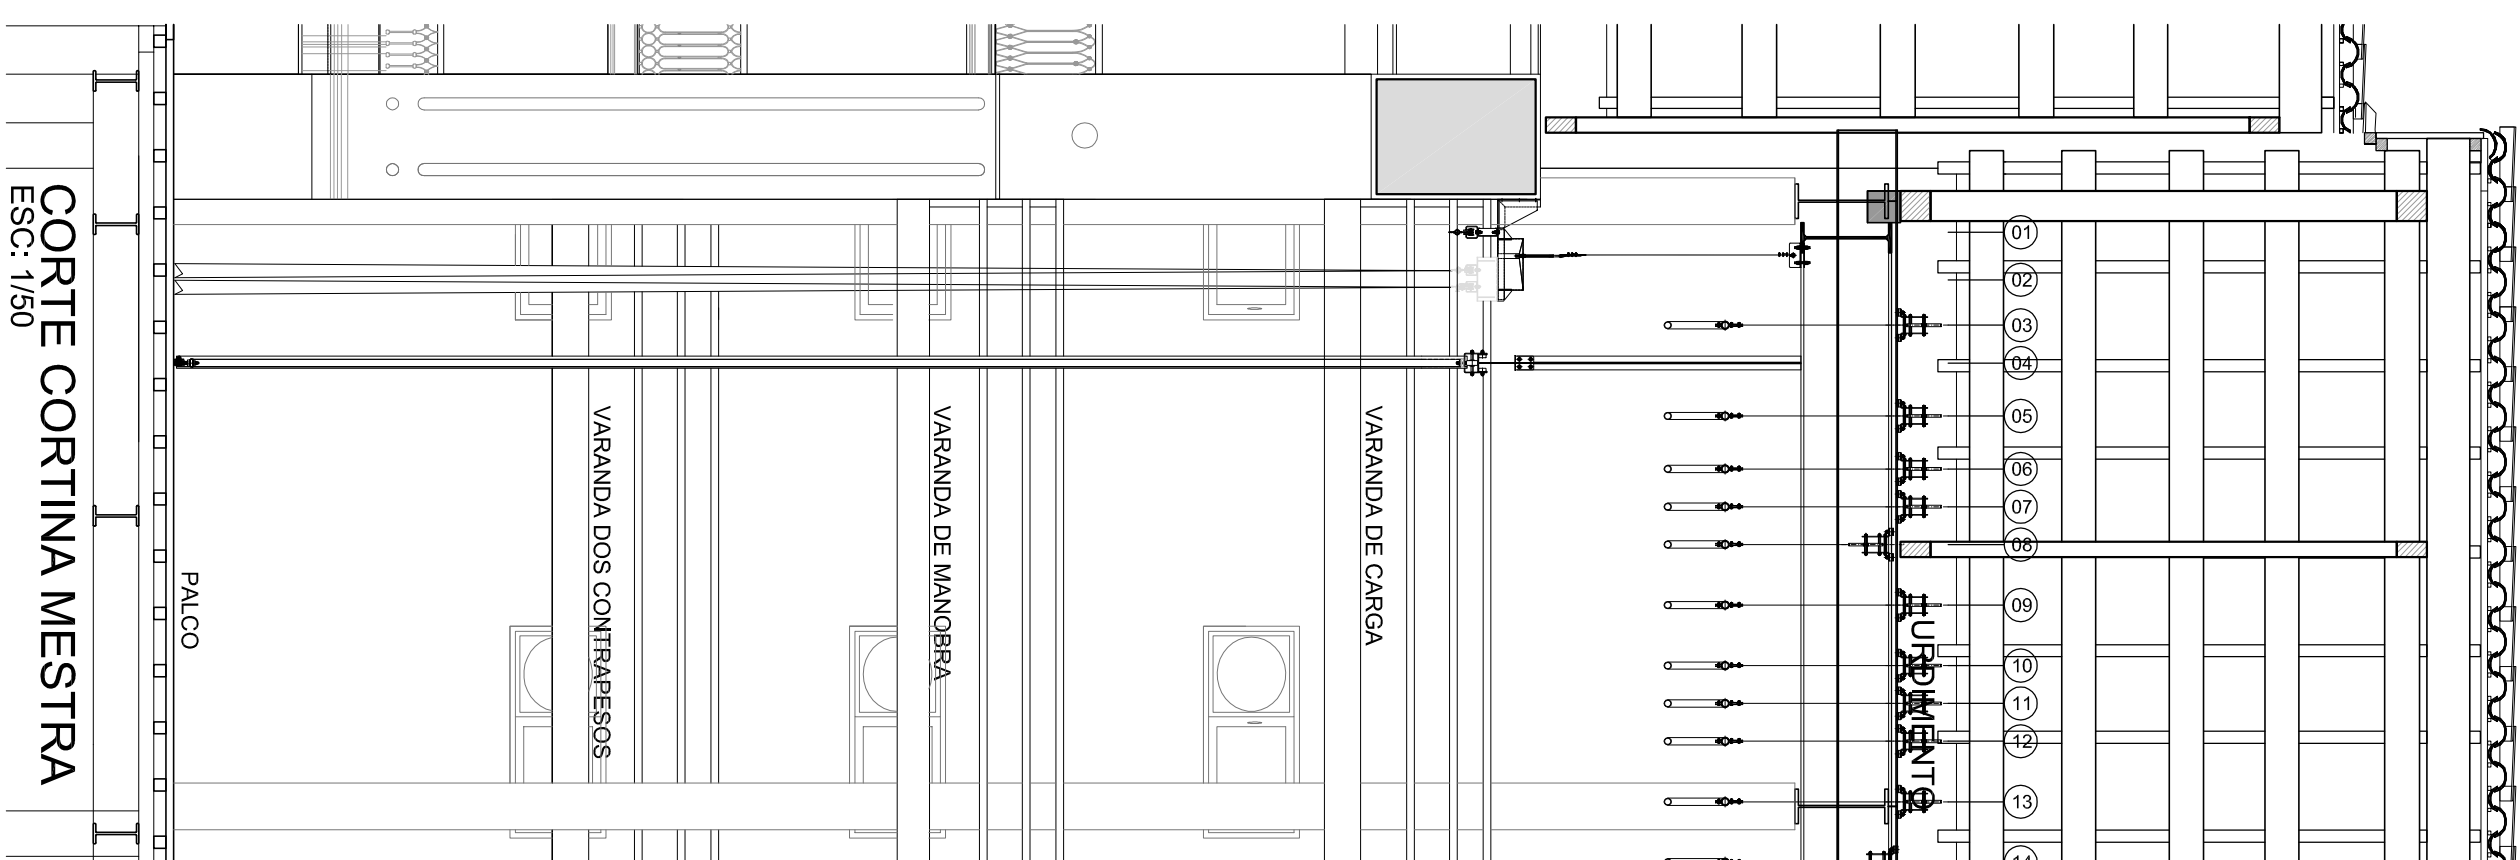 CORTE CORTINA MESTRA
ESC: 1/50
PALCO
VARANDA DOS CONTRAPESOS
VARANDA DE MANOBRA
VARANDA DE CARGA
URDIMENTO
01
02
03
04
05
06
07
08
09
10
11
12
13
14